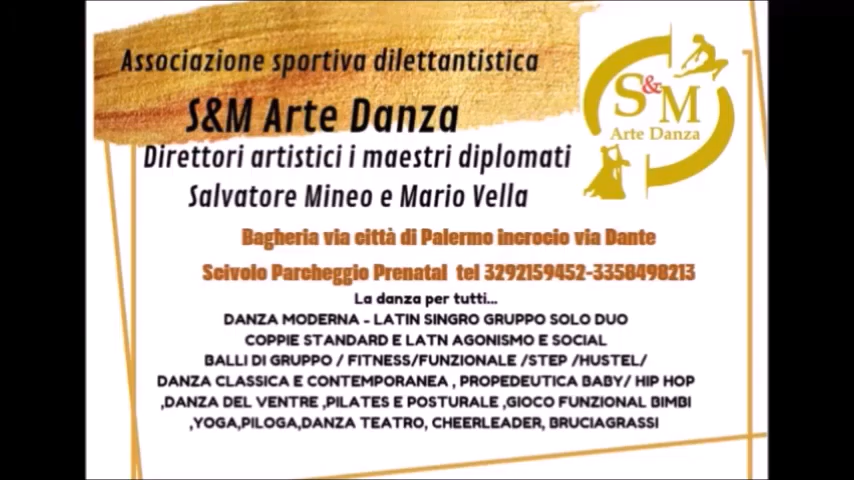 Associazione sportiva dilettantistica
S&M Arte Danza
Direttori artistici i maestri diplomati
Salvatore Mineo e Mario Vella
S&M
Arte Danza
Bagheria via città di Palermo incrocio via Dante
Scivolo Parcheggio Prenatal tel 3292159452-3358498213
La danza per tutti...
DANZA MODERNA - LATIN SINGRO GRUPPO SOLO DUO
COPPIE STANDARD E LATN AGONISMO E SOCIAL
BALLI DI GRUPPO / FITNESS/FUNZIONALE /STEP /HUSTEL/
DANZA CLASSICA E CONTEMPORANEA , PROPEDEUTICA BABY/ HIP HOP
,DANZA DEL VENTRE ,PILATES E POSTURALE ,GIOCO FUNZIONAL BIMBI
,YOGA,PILOGA,DANZA TEATRO, CHEERLEADER, BRUCIAGRASSI